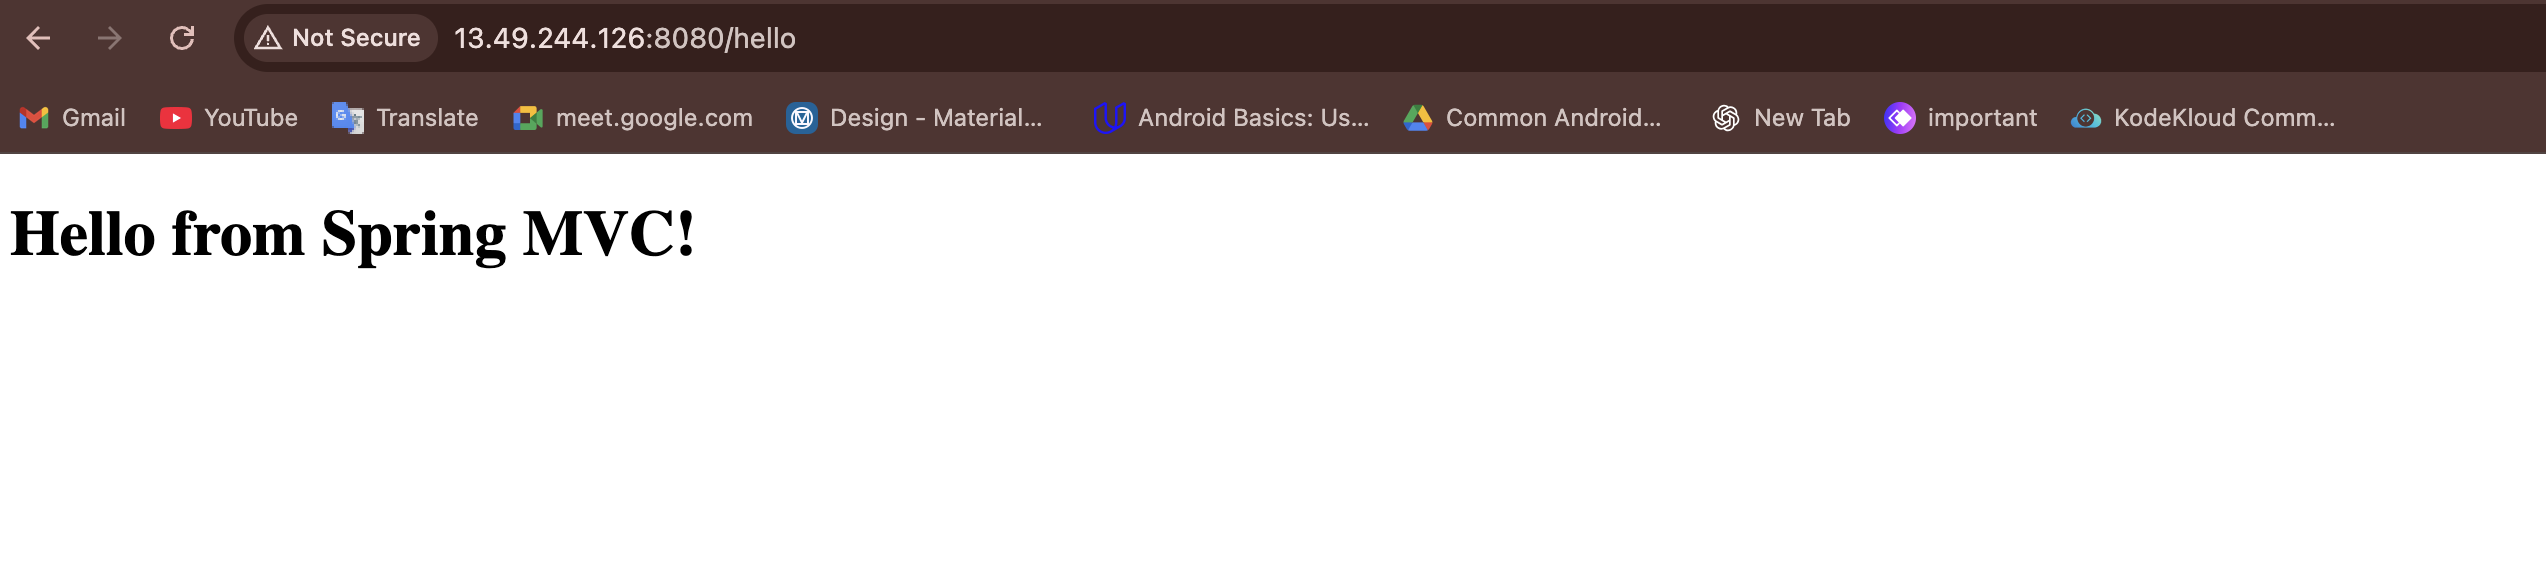 Not Secure 13.49.244.126:8080/hello
Gmail YouTube Translate meet.google.com Design - Material... Android Basics: Us... Common Android... New Tab important KodeKloud Comm...
Hello from Spring MVC!